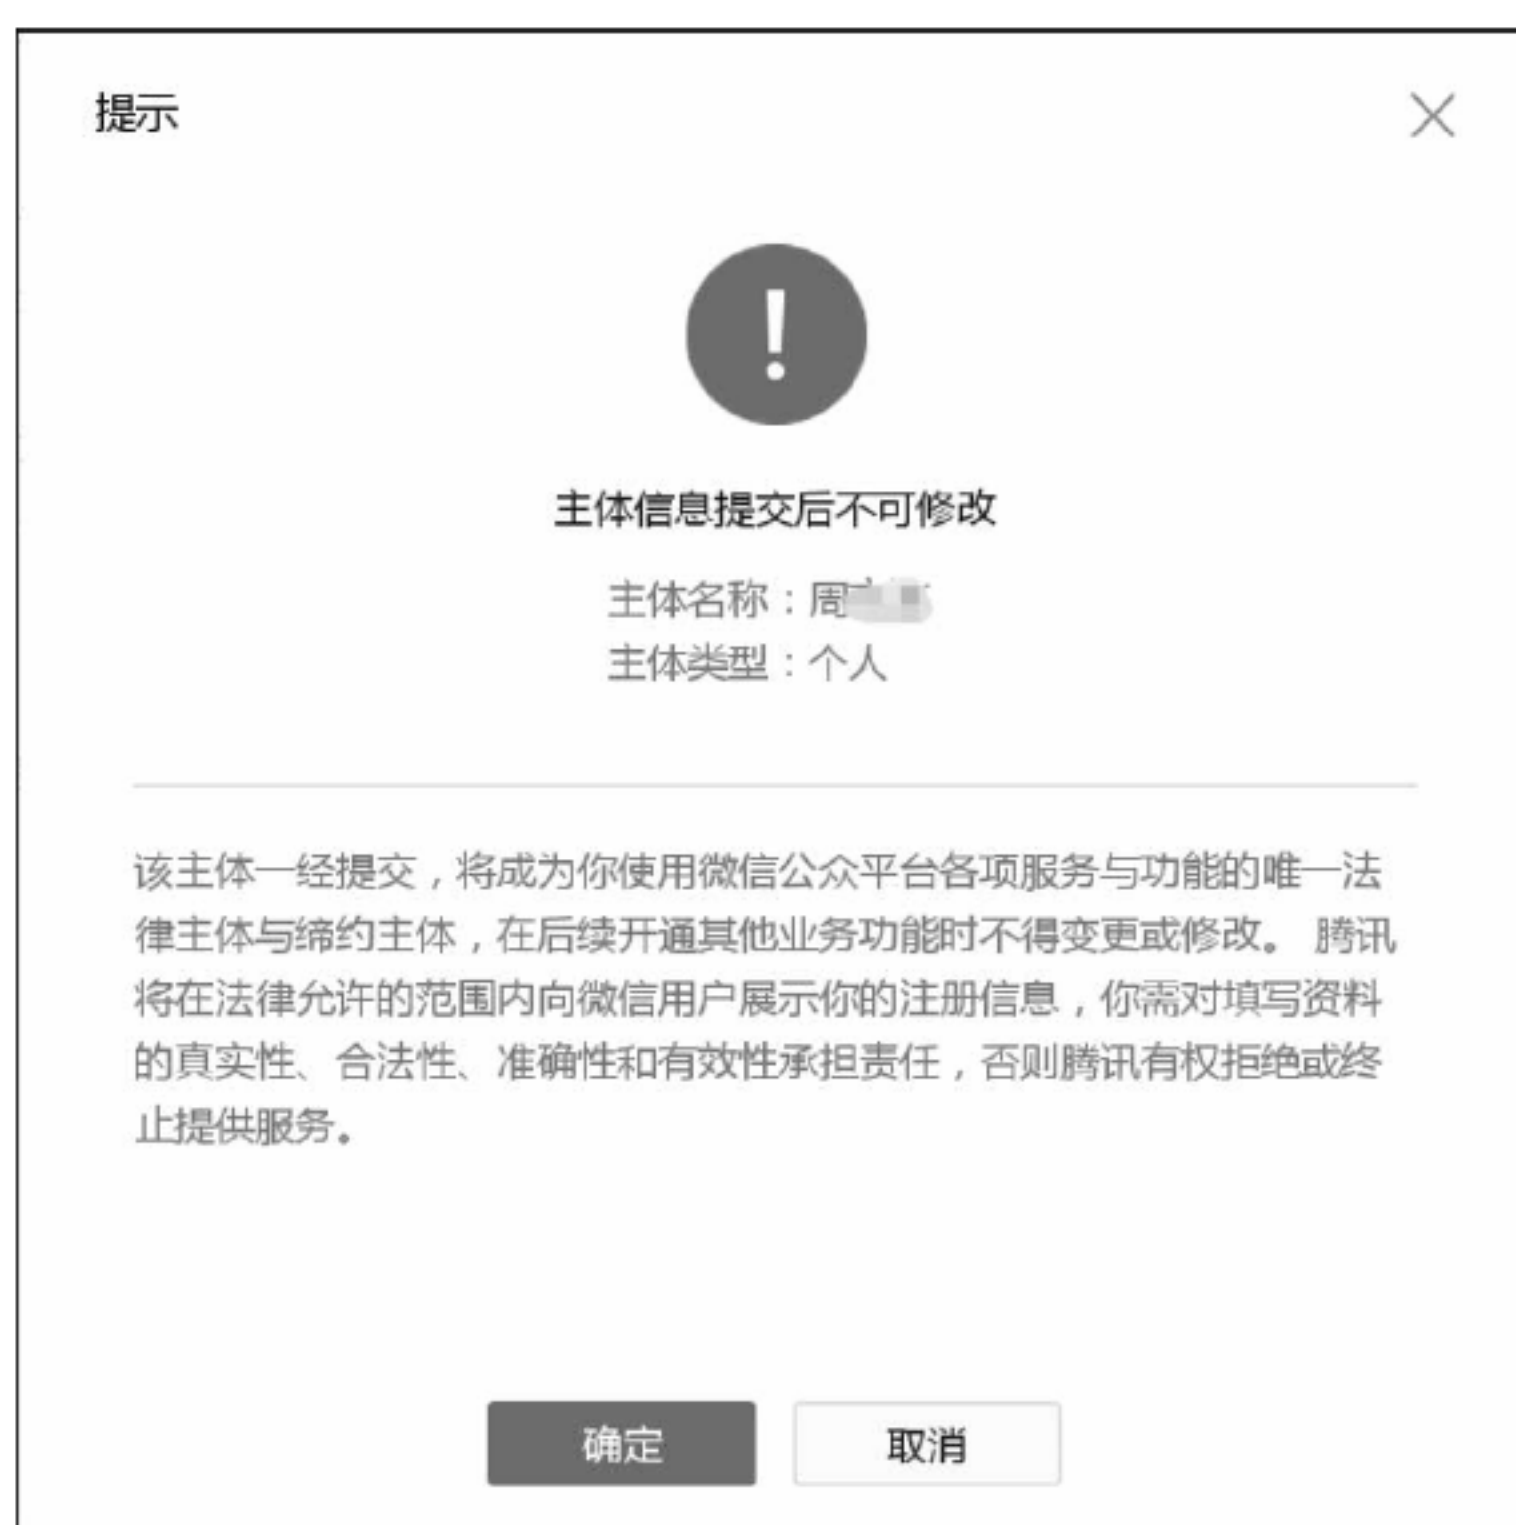 提示
主体信息提交后不可修改
主体名称：周
主体类型：个人
该主体一经提交，将成为你使用微信公众平台各项服务与功能的唯一法
律主体与缔约主体，在后续开通其他业务功能时不得变更或修改。 腾讯
将在法律允许的范围内向微信用户展示你的注册信息，你需对填写资料
的真实性、合法性、准确性和有效性承担责任，否则腾讯有权拒绝或终
止提供服务。
确定 取消